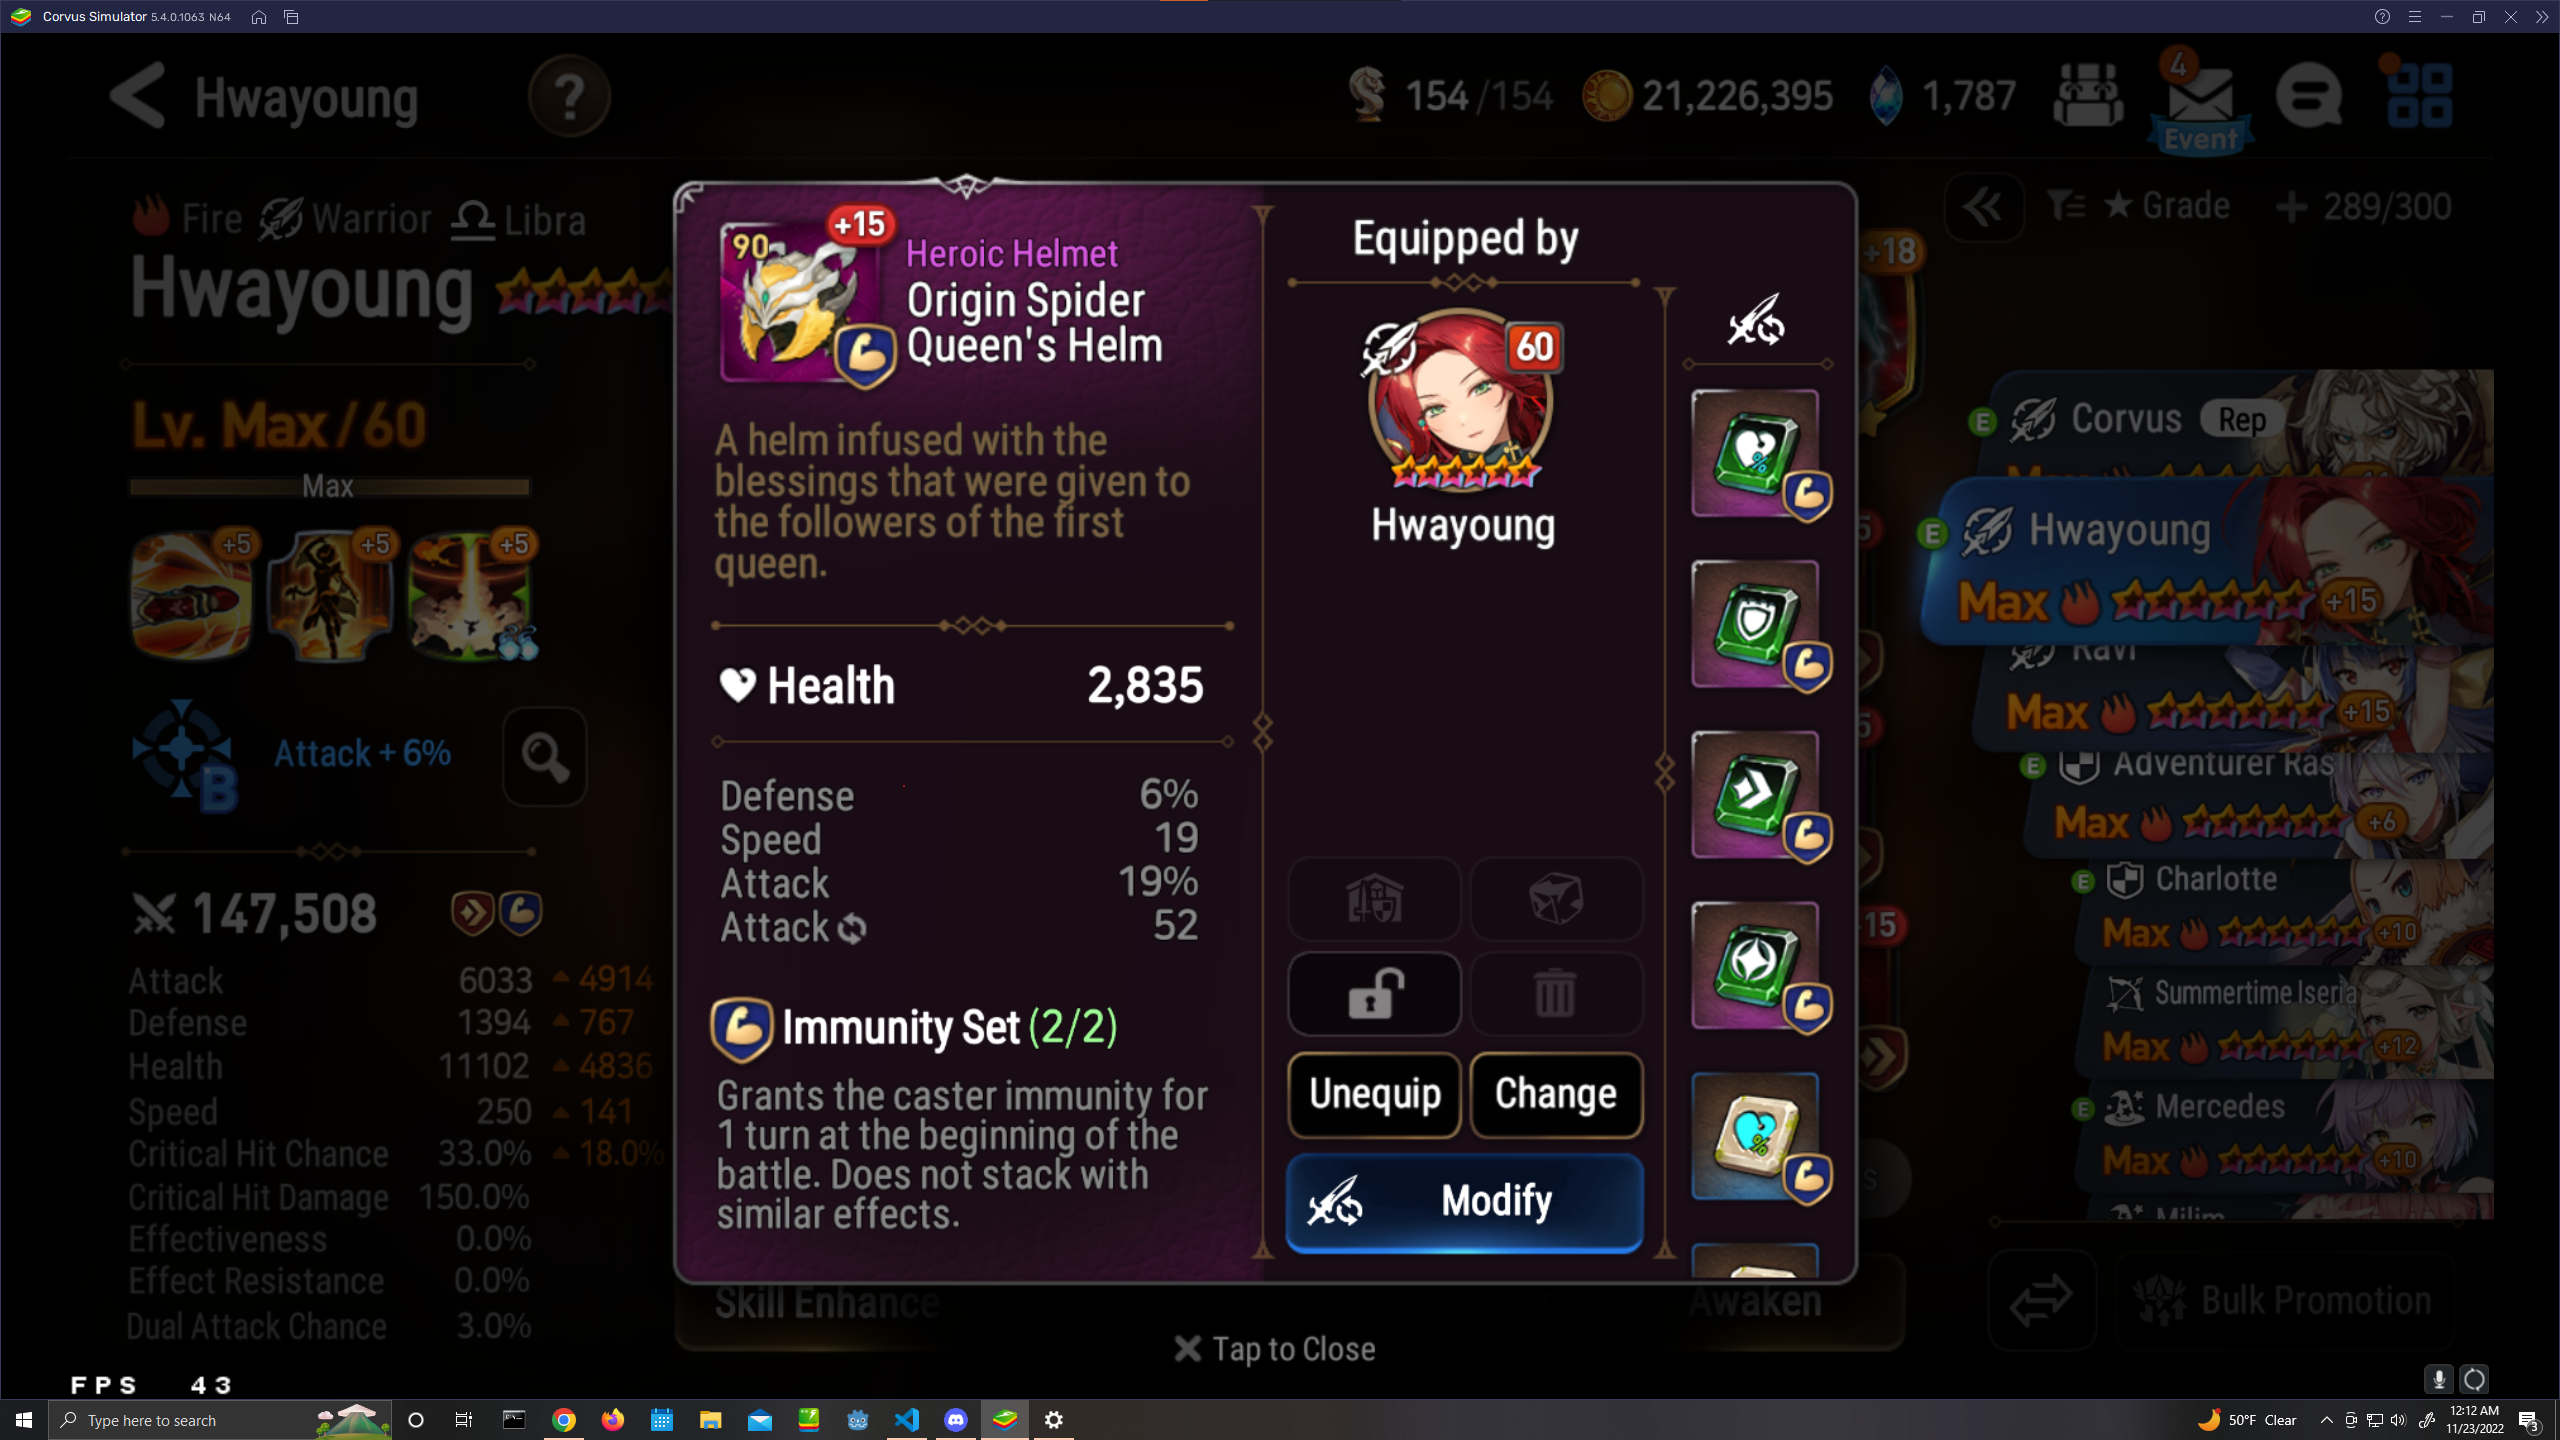 Corvus Simulator 5.4.0.1063 N64
Hwayoung
?
154/154
21,226,395
1,787
4
Event
Fire Warrior Libra
Hwayoung
Lv. Max/60
Max
+5 +5 +5
B
Attack + 6%
147,508
Attack 6033 4914
Defense 1394 767
Health 11102 4836
Speed 250 141
Critical Hit Chance 33.0% 18.0%
Critical Hit Damage 150.0%
Effectiveness 0.0%
Effect Resistance 0.0%
Dual Attack Chance 3.0%
FPS 43
90 +15
Heroic Helmet
Origin Spider
Queen's Helm
A helm infused with the
blessings that were given to
the followers of the first
queen.
Health 2,835
Defense 6%
Speed 19
Attack 19%
Attack 52
Immunity Set (2/2)
Grants the caster immunity for
1 turn at the beginning of the
battle. Does not stack with
similar effects.
Equipped by
60
Hwayoung
Unequip
Change
Modify
Skill Enhance
Awaken
Tap to Close
Grade
289/300
+18
E Corvus Rep
E Hwayoung
Max +15
Ravi
Max +15
E Adventurer Ras
Max +6
E Charlotte
Max +10
Summertime Iseria
Max +12
E Mercedes
Max +10
Milim
15
Bulk Promotion
Type here to search
50°F Clear
12:12 AM
11/23/2022
3